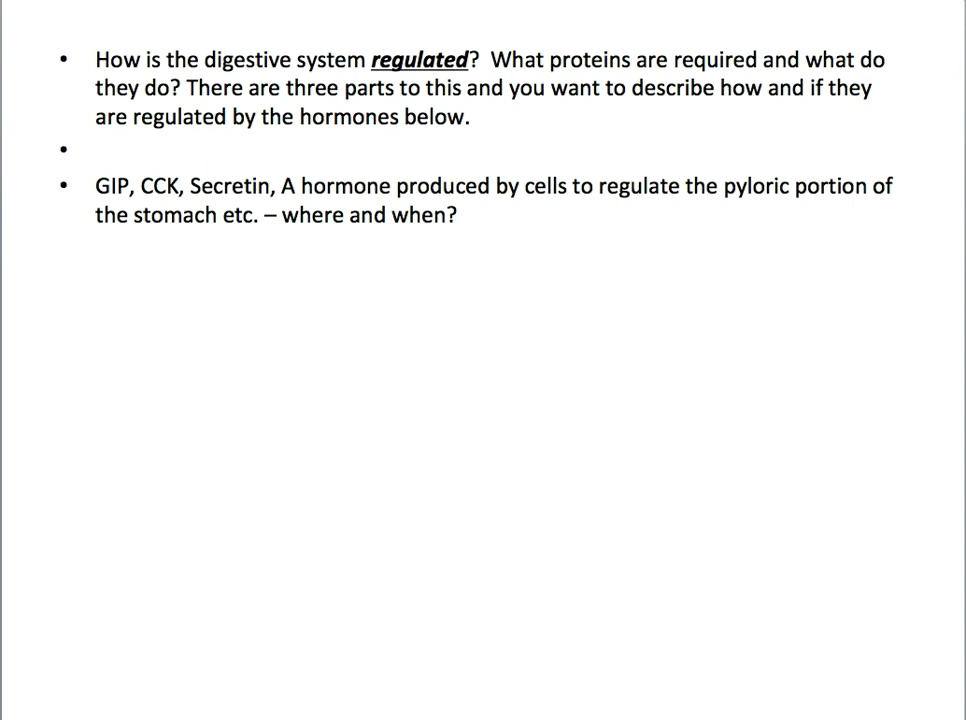 • How is the digestive system regulated?  What proteins are required and what do
they do? There are three parts to this and you want to describe how and if they
are regulated by the hormones below.
•
• GIP, CCK, Secretin, A hormone produced by cells to regulate the pyloric portion of
the stomach etc. – where and when?